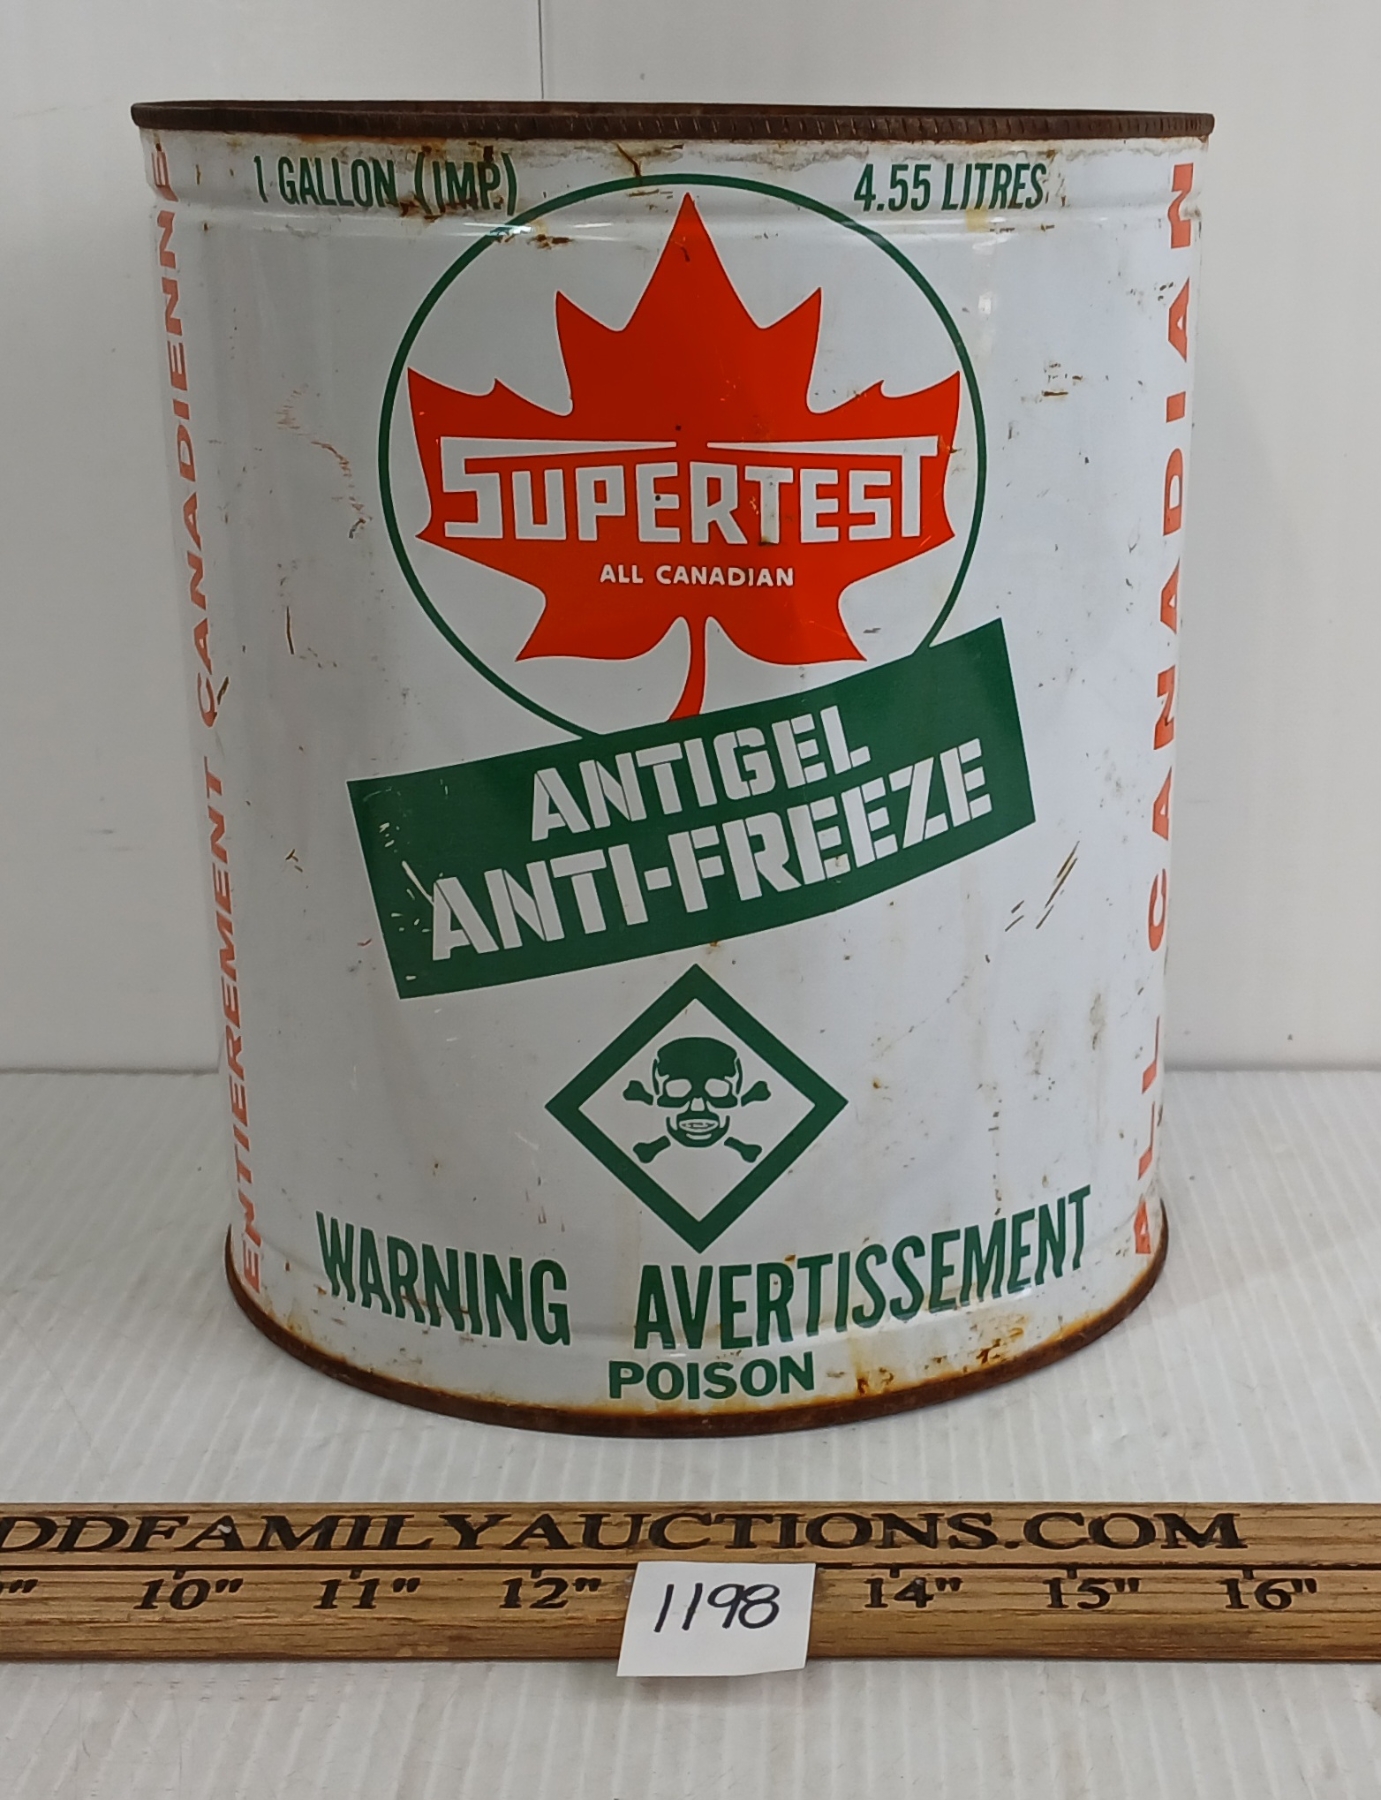 1 GALLON (IMP.) 4.55 LITRES
SUPERTEST
ALL CANADIAN
ANTIGEL
ANTI-FREEZE
WARNING AVERTISSEMENT
POISON
ENTIEREMENT CANADIENNE
ALL CANADIAN
DDFAMILYAUCTIONS.COM
10" 11" 12" 14" 15" 16"
1198